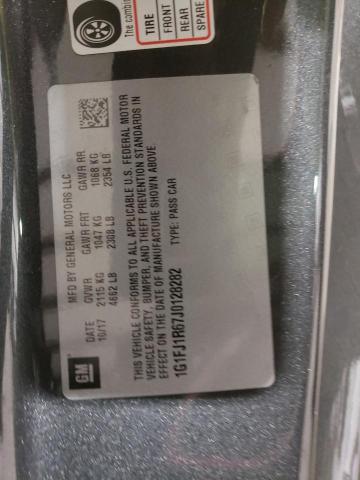 The combin
TIRE
FRONT
REAR
SPARE
GM
MFD BY GENERAL MOTORS LLC
DATE GVWR GAWR FRT GAWR RR
10/17 2115 KG 1047 KG 1068 KG
4662 LB 2308 LB 2354 LB
THIS VEHICLE CONFORMS TO ALL APPLICABLE U.S. FEDERAL MOTOR
VEHICLE SAFETY, BUMPER, AND THEFT PREVENTION STANDARDS IN
EFFECT ON THE DATE OF MANUFACTURE SHOWN ABOVE.
1G1FJ1R67J0128282 TYPE: PASS CAR